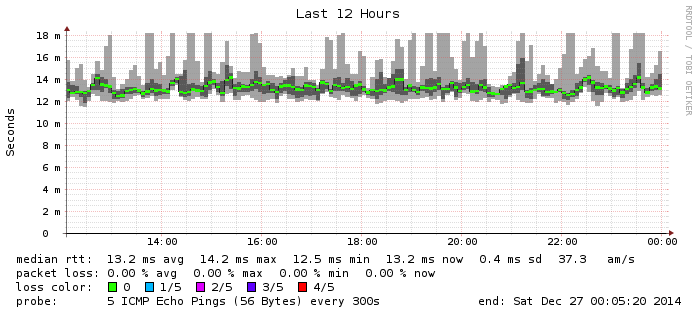 Last 12 Hours
RRDTOOL / TOBI OETIKER
Seconds
18 m
16 m
14 m
12 m
10 m
8 m
6 m
4 m
2 m
0
14:00 16:00 18:00 20:00 22:00 00:00
median rtt: 13.2 ms avg 14.2 ms max 12.5 ms min 13.2 ms now 0.4 ms sd 37.3 am/s
packet loss: 0.00 % avg 0.00 % max 0.00 % min 0.00 % now
loss color: 0 1/5 2/5 3/5 4/5
probe: 5 ICMP Echo Pings (56 Bytes) every 300s end: Sat Dec 27 00:05:20 2014